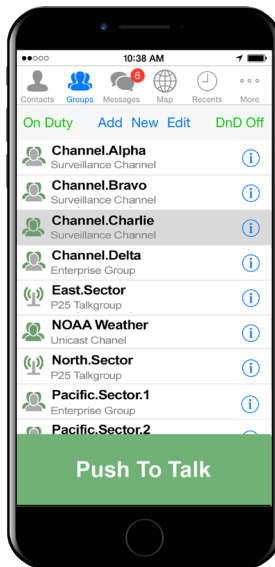 10:38 AM
6
Contacts Groups Messages Map Recents More
On Duty Add New Edit DnD Off
Channel.Alpha
Surveillance Channel
Channel.Bravo
Surveillance Channel
Channel.Charlie
Surveillance Channel
Channel.Delta
Enterprise Group
East.Sector
P25 Talkgroup
NOAA Weather
Unicast Chanel
North.Sector
P25 Talkgroup
Pacific.Sector.1
Enterprise Group
Pacific.Sector.2
Push To Talk